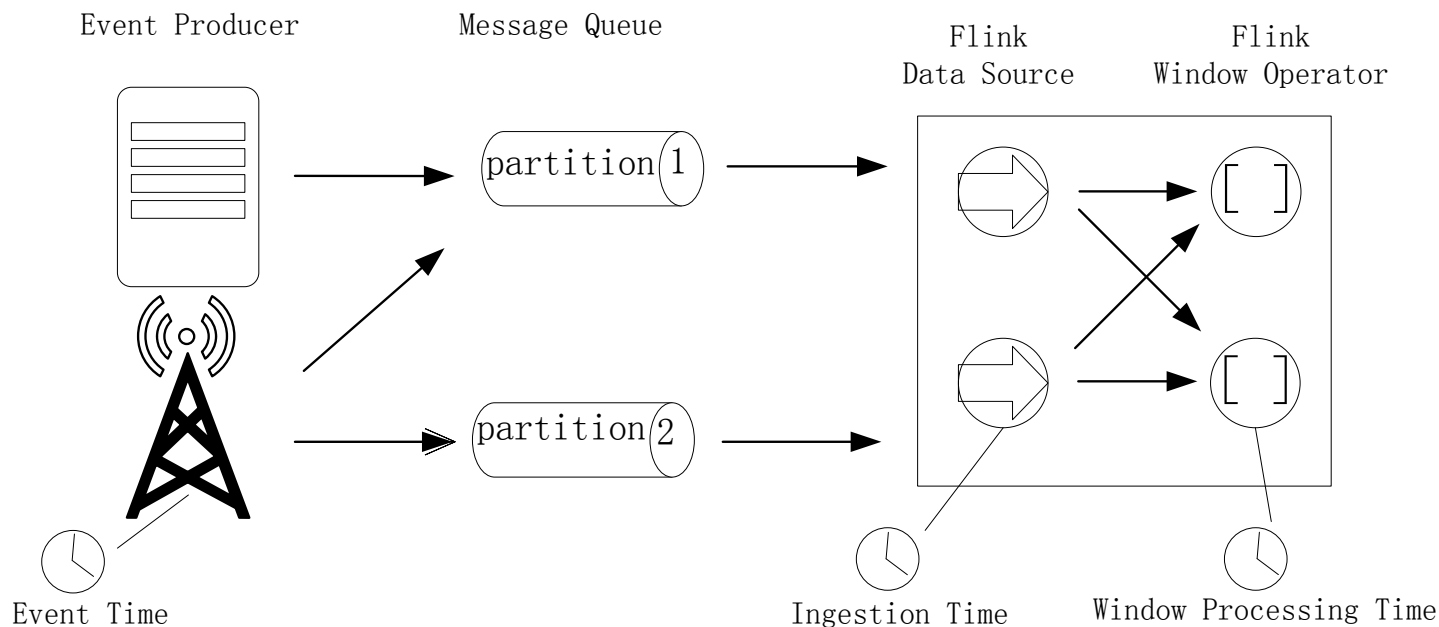 Event Producer
Message Queue
Flink
Data Source
Flink
Window Operator
partition 1
partition 2
Event Time
Ingestion Time
Window Processing Time